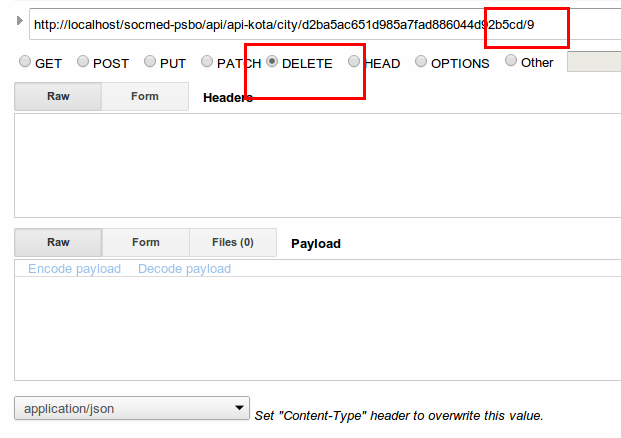 http://localhost/socmed-psbo/api/api-kota/city/d2ba5ac651d985a7fad886044d92b5cd/9
GET POST PUT PATCH DELETE HEAD OPTIONS Other
Raw Form Headers
Raw Form Files (0) Payload
Encode payload Decode payload
application/json Set "Content-Type" header to overwrite this value.